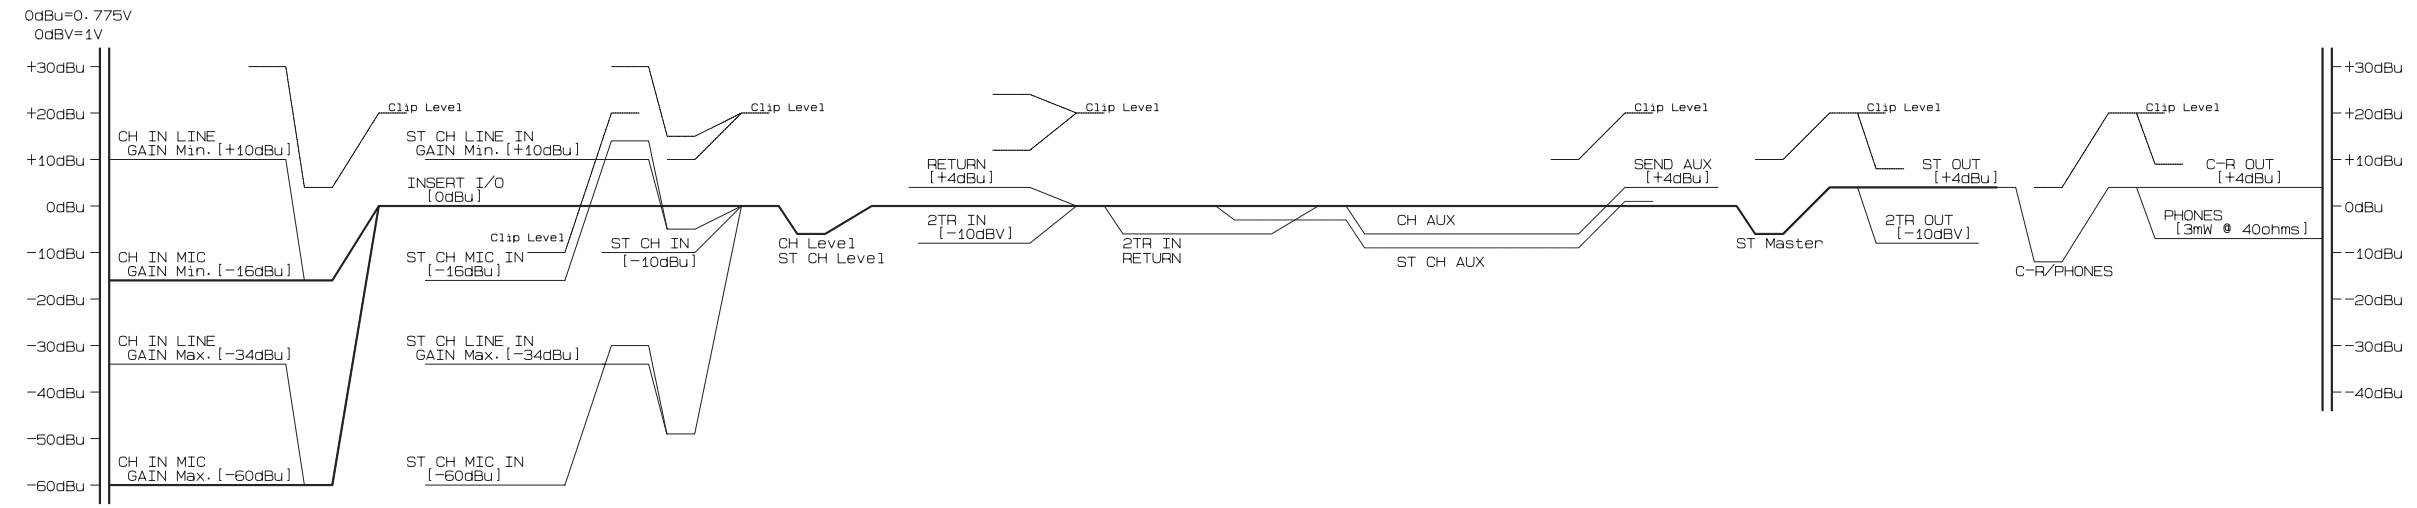 0dBu=0.775V
0dBV=1V
+30dBu
+20dBu
+10dBu
0dBu
-10dBu
-20dBu
-30dBu
-40dBu
-50dBu
-60dBu
CH IN LINE
GAIN Min.[+10dBu]
CH IN MIC
GAIN Min.[-16dBu]
CH IN LINE
GAIN Max.[-34dBu]
CH IN MIC
GAIN Max.[-60dBu]
Clip Level
ST CH LINE IN
GAIN Min.[+10dBu]
INSERT I/O
[0dBu]
Clip Level
ST CH MIC IN
[-16dBu]
ST CH LINE IN
GAIN Max.[-34dBu]
ST CH MIC IN
[-60dBu]
ST CH IN
[-10dBu]
Clip Level
CH Level
ST CH Level
RETURN
[+4dBu]
2TR IN
[-10dBV]
Clip Level
2TR IN
RETURN
CH AUX
ST CH AUX
Clip Level
SEND AUX
[+4dBu]
ST Master
Clip Level
ST OUT
[+4dBu]
2TR OUT
[-10dBV]
C-R/PHONES
Clip Level
C-R OUT
[+4dBu]
PHONES
[3mW @ 40ohms]
+30dBu
+20dBu
+10dBu
0dBu
-10dBu
-20dBu
-30dBu
-40dBu